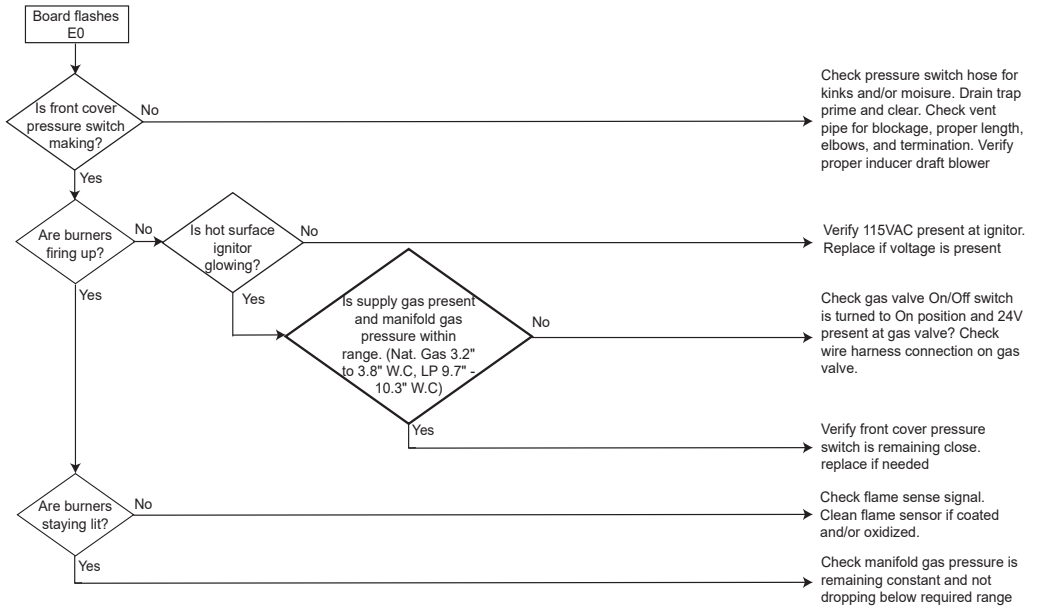 Board flashes
E0
Is front cover
pressure switch
making?
No
Check pressure switch hose for
kinks and/or moisure. Drain trap
prime and clear. Check vent
pipe for blockage, proper length,
elbows, and termination. Verify
proper inducer draft blower
Yes
Are burners
firing up?
No
Is hot surface
ignitor
glowing?
No
Verify 115VAC present at ignitor.
Replace if voltage is present
Yes
Yes
Is supply gas present
and manifold gas
pressure within
range. (Nat. Gas 3.2"
to 3.8" W.C, LP 9.7" -
10.3" W.C)
No
Check gas valve On/Off switch
is turned to On position and 24V
present at gas valve? Check
wire harness connection on gas
valve.
Yes
Verify front cover pressure
switch is remaining close.
replace if needed
Are burners
staying lit?
No
Check flame sense signal.
Clean flame sensor if coated
and/or oxidized.
Yes
Check manifold gas pressure is
remaining constant and not
dropping below required range